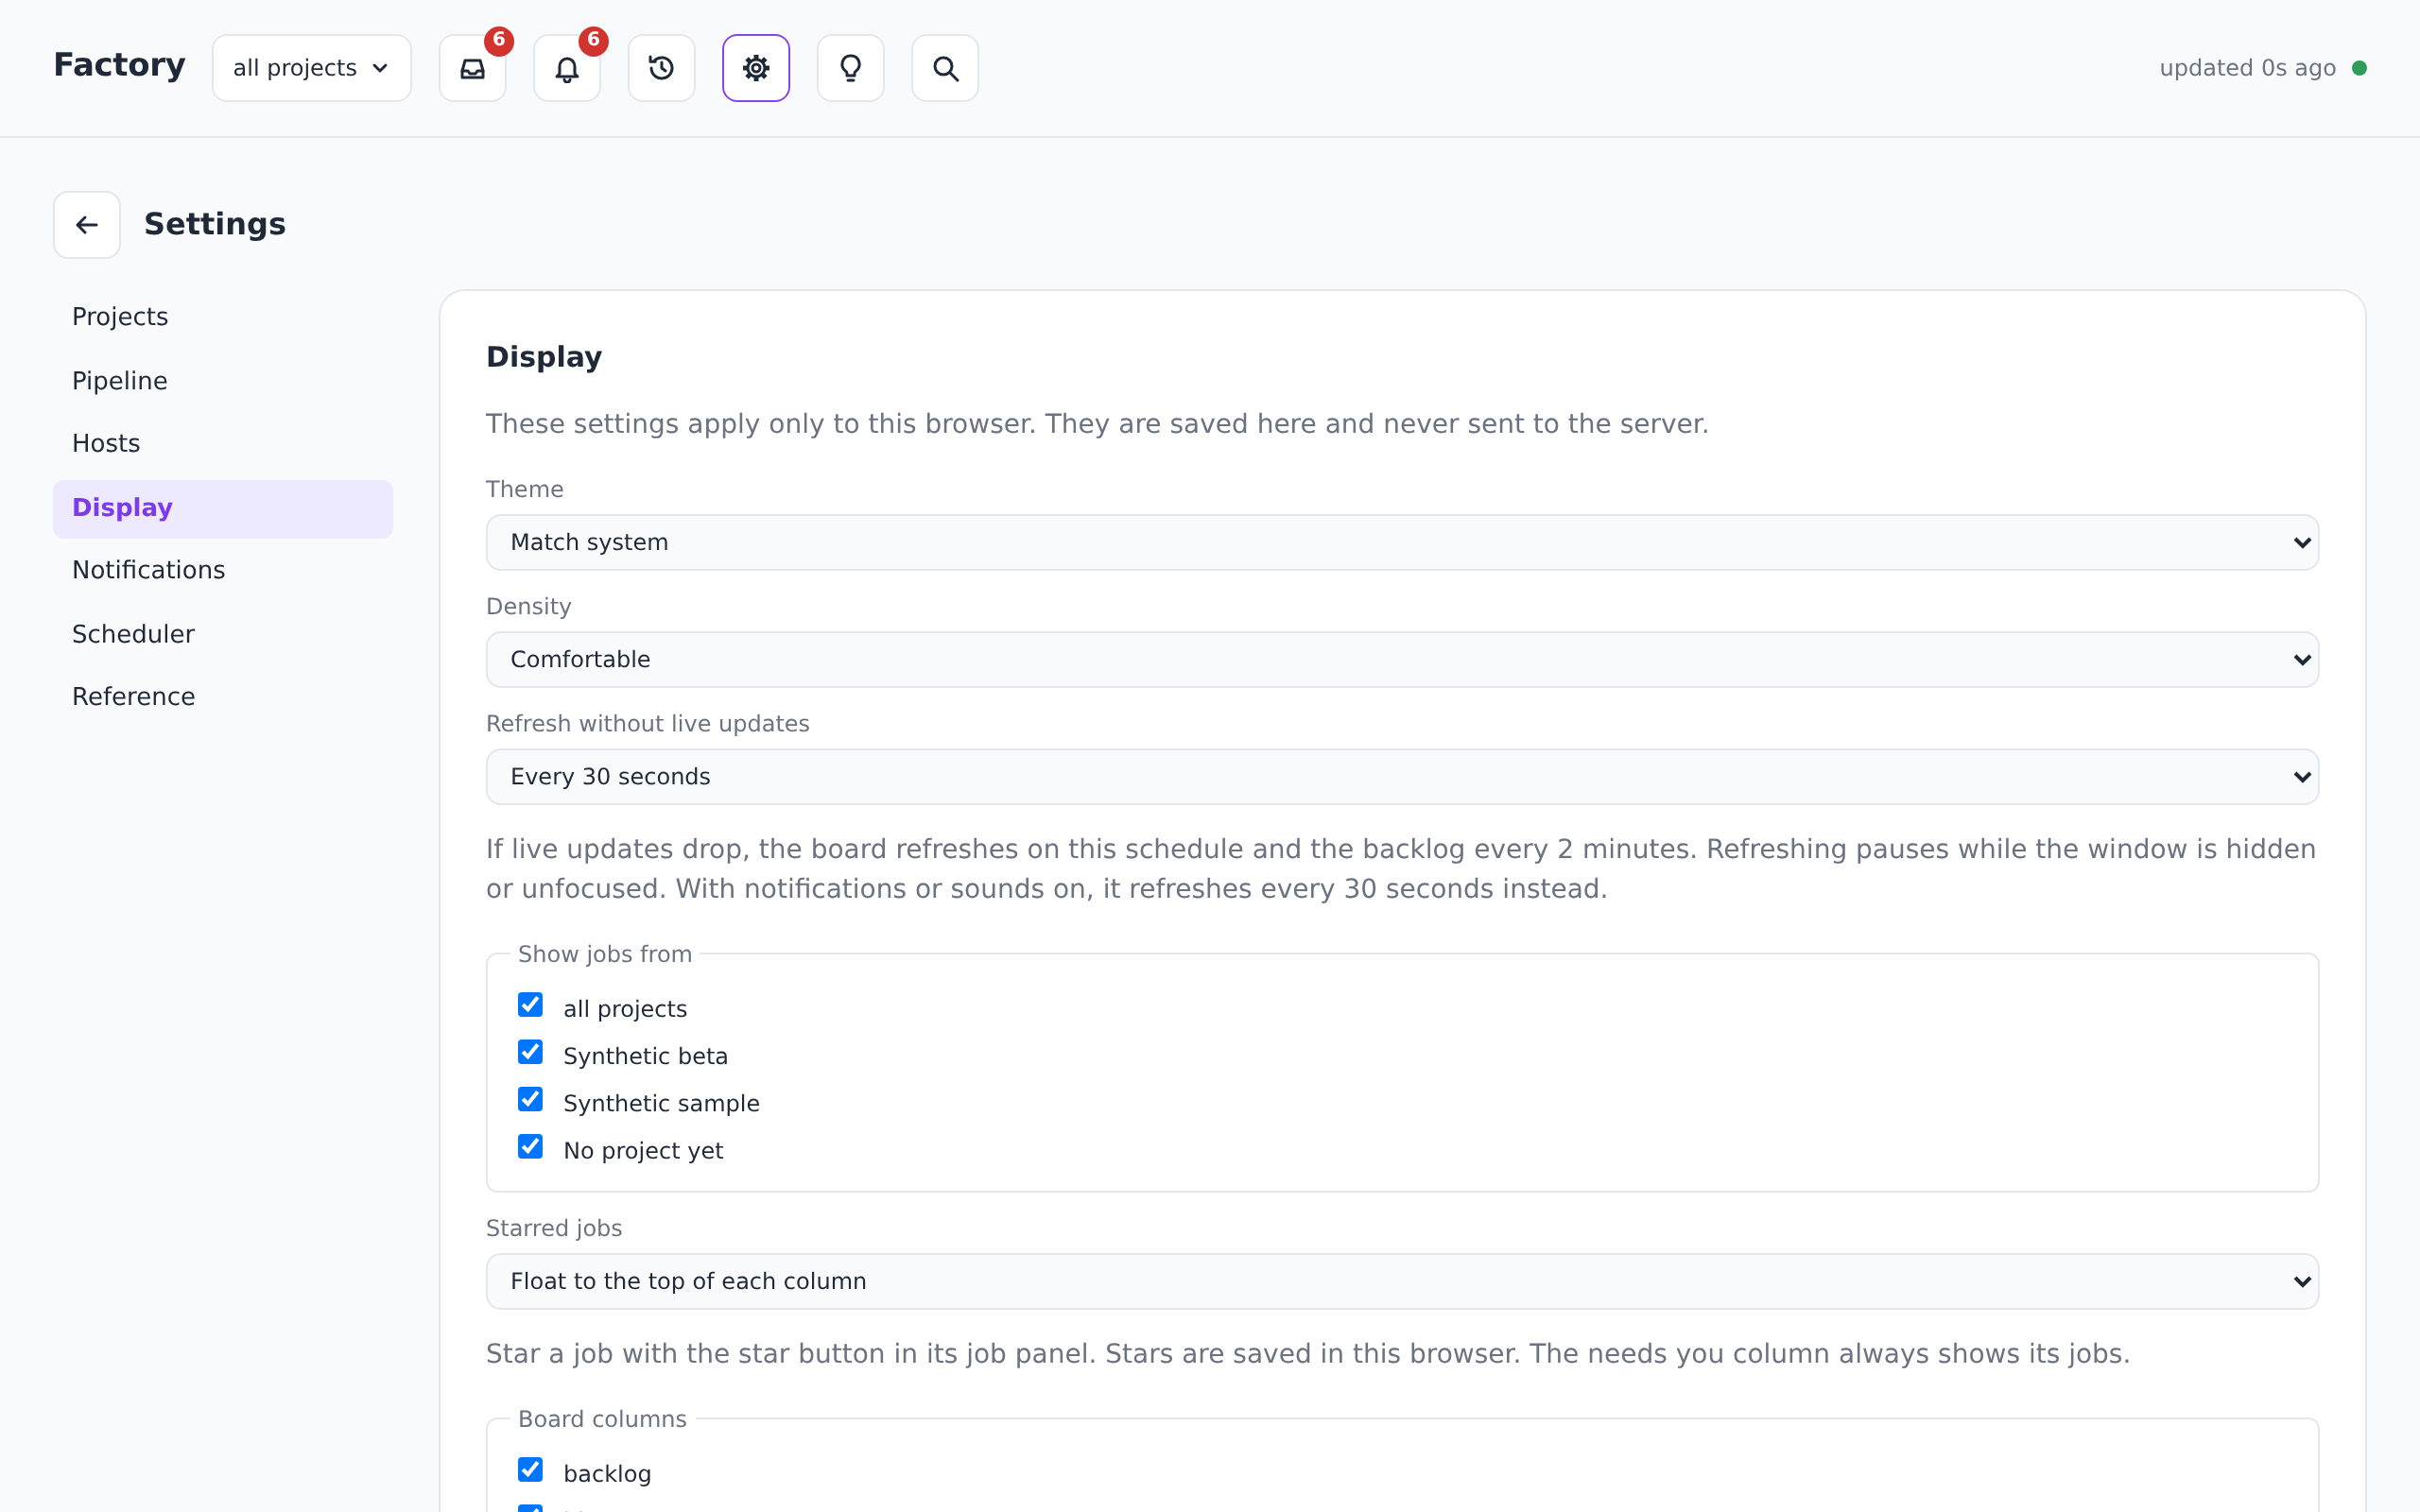 Factory
all projects
6
6
updated 0s ago
Settings
Projects
Pipeline
Hosts
Display
Notifications
Scheduler
Reference
Display
These settings apply only to this browser. They are saved here and never sent to the server.
Theme
Match system
Density
Comfortable
Refresh without live updates
Every 30 seconds
If live updates drop, the board refreshes on this schedule and the backlog every 2 minutes. Refreshing pauses while the window is hidden
or unfocused. With notifications or sounds on, it refreshes every 30 seconds instead.
Show jobs from
all projects
Synthetic beta
Synthetic sample
No project yet
Starred jobs
Float to the top of each column
Star a job with the star button in its job panel. Stars are saved in this browser. The needs you column always shows its jobs.
Board columns
backlog